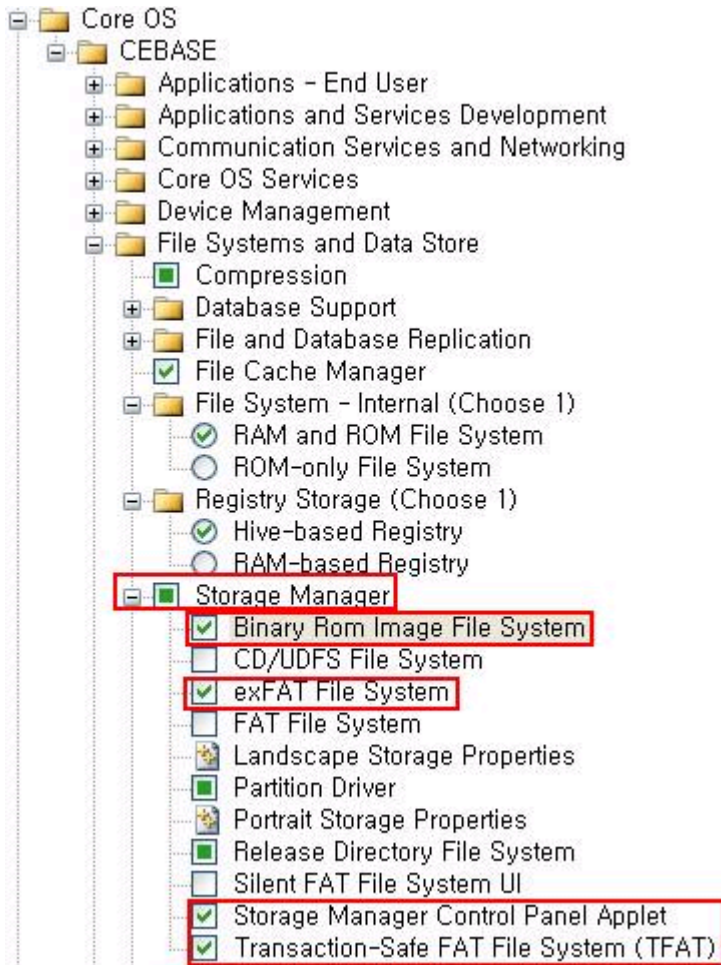 Core OS
CEBASE
Applications - End User
Applications and Services Development
Communication Services and Networking
Core OS Services
Device Management
File Systems and Data Store
Compression
Database Support
File and Database Replication
File Cache Manager
File System - Internal (Choose 1)
RAM and ROM File System
ROM-only File System
Registry Storage (Choose 1)
Hive-based Registry
RAM-based Registry
Storage Manager
Binary Rom Image File System
CD/UDFS File System
exFAT File System
FAT File System
Landscape Storage Properties
Partition Driver
Portrait Storage Properties
Release Directory File System
Silent FAT File System UI
Storage Manager Control Panel Applet
Transaction-Safe FAT File System (TFAT)